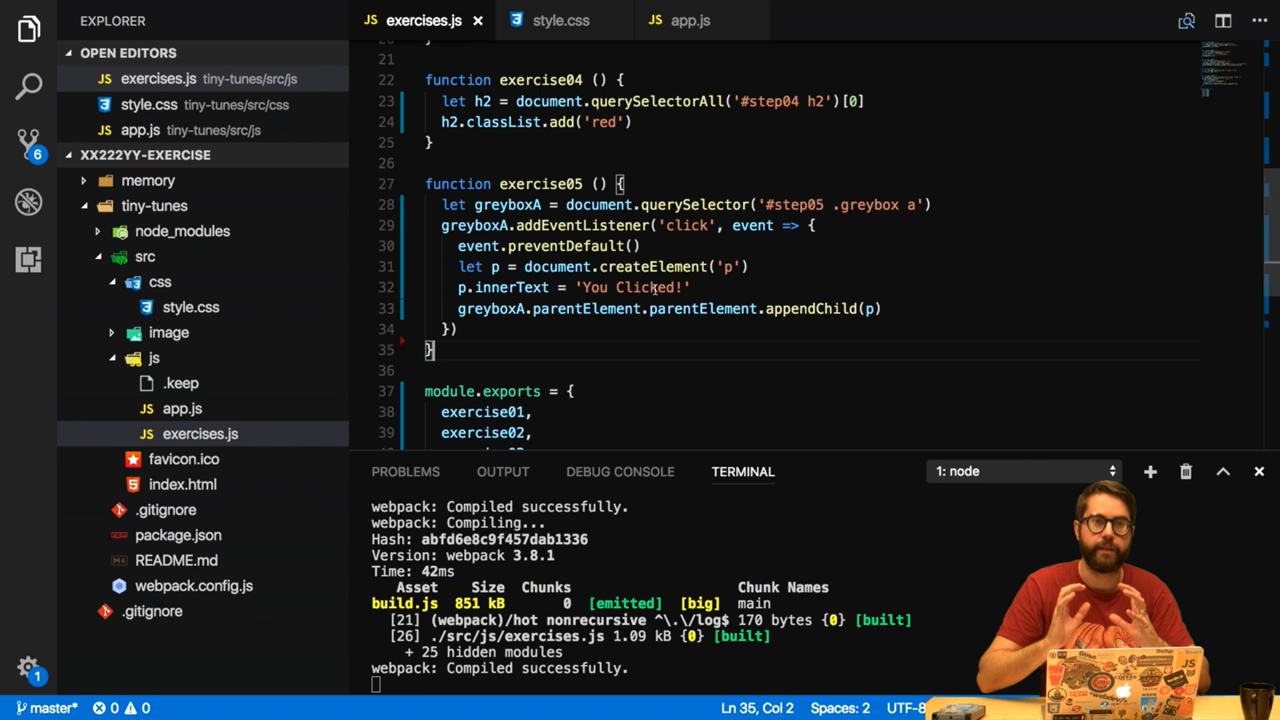 EXPLORER
OPEN EDITORS
JS exercises.js tiny-tunes/src/js
style.css tiny-tunes/src/css
JS app.js tiny-tunes/src/js
XX222YY-EXERCISE
memory
tiny-tunes
node_modules
src
css
style.css
image
js
.keep
JS app.js
JS exercises.js
favicon.ico
index.html
.gitignore
package.json
README.md
webpack.config.js
.gitignore
6
1
JS exercises.js × style.css JS app.js
21
22 function exercise04 () {
23 let h2 = document.querySelectorAll('#step04 h2')[0]
24 h2.classList.add('red')
25 }
26
27 function exercise05 () {
28 let greyboxA = document.querySelector('#step05 .greybox a')
29 greyboxA.addEventListener('click', event => {
30 event.preventDefault()
31 let p = document.createElement('p')
32 p.innerText = 'You Clicked!'
33 greyboxA.parentElement.parentElement.appendChild(p)
34 })
35 }
36
37 module.exports = {
38 exercise01,
39 exercise02,
PROBLEMS OUTPUT DEBUG CONSOLE TERMINAL 1: node
webpack: Compiled successfully.
webpack: Compiling...
Hash: abfd6e8c9f457dab1336
Version: webpack 3.8.1
Time: 42ms
Asset Size Chunks Chunk Names
build.js 851 kB 0 [emitted] [big] main
[21] (webpack)/hot nonrecursive ^\.\/log$ 170 bytes {0} [built]
[26] ./src/js/exercises.js 1.09 kB {0} [built]
+ 25 hidden modules
webpack: Compiled successfully.
master* 0 0 Ln 35, Col 2 Spaces: 2 UTF-8
JS